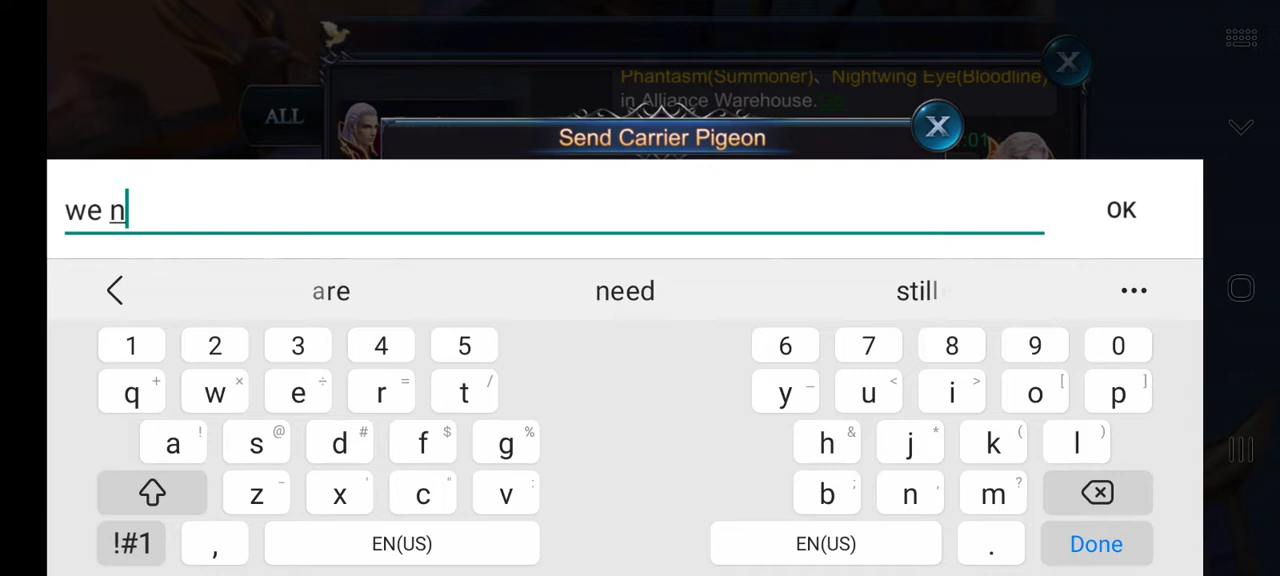 Phantasm(Summoner)、Nightwing Eye(Bloodline)
in Alliance Warehouse.
ALL
Send Carrier Pigeon
X
X
we n
OK
are need still
1 2 3 4 5 6 7 8 9 0
q + w × e ÷ r = t / y _ u < i > o [ p ]
a ! s @ d # f $ g % h & j * k ( l )
z - x ' c " v : b ; n , m ?
!#1 , EN(US) EN(US) . Done